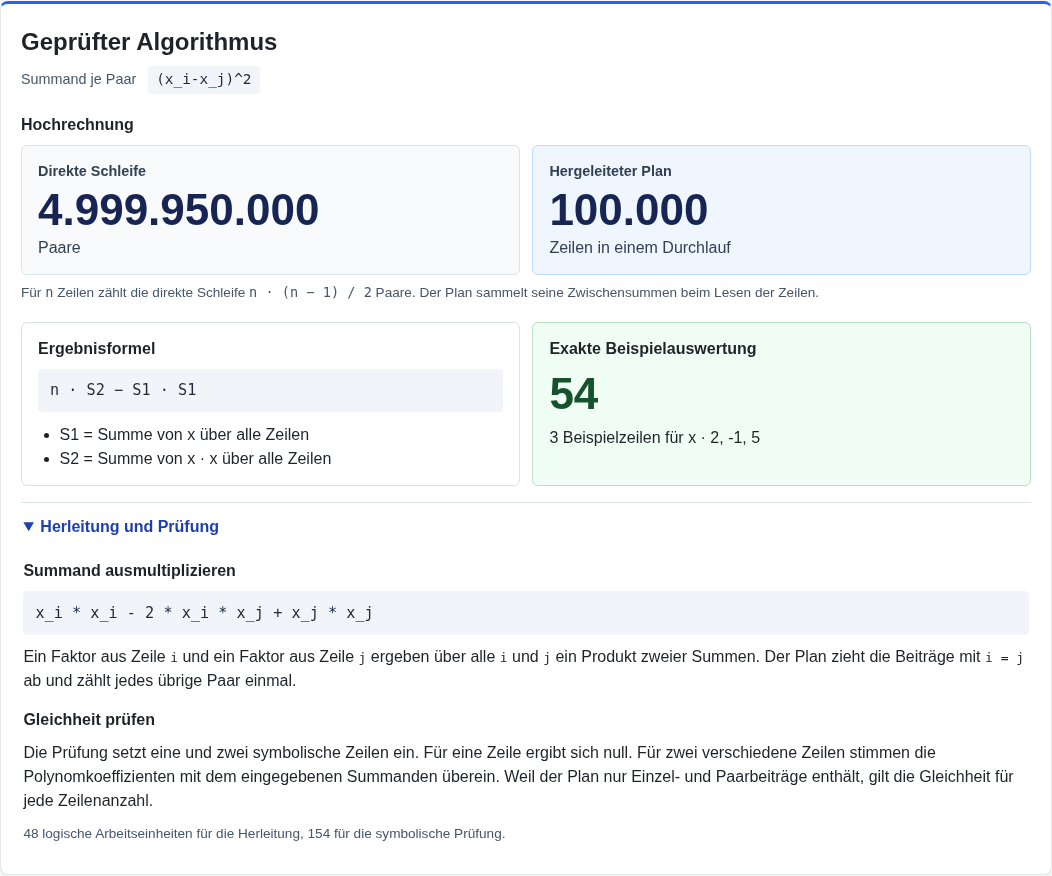 Geprüfter Algorithmus
Summand je Paar (x_i-x_j)^2
Hochrechnung
Direkte Schleife
4.999.950.000
Paare
Hergeleiteter Plan
100.000
Zeilen in einem Durchlauf
Für n Zeilen zählt die direkte Schleife n · (n − 1) / 2 Paare. Der Plan sammelt seine Zwischensummen beim Lesen der Zeilen.
Ergebnisformel
n · S2 − S1 · S1
• S1 = Summe von x über alle Zeilen
• S2 = Summe von x · x über alle Zeilen
Exakte Beispielauswertung
54
3 Beispielzeilen für x · 2, -1, 5
▼ Herleitung und Prüfung
Summand ausmultiplizieren
x_i * x_i - 2 * x_i * x_j + x_j * x_j
Ein Faktor aus Zeile i und ein Faktor aus Zeile j ergeben über alle i und j ein Produkt zweier Summen. Der Plan zieht die Beiträge mit i = j
ab und zählt jedes übrige Paar einmal.
Gleichheit prüfen
Die Prüfung setzt eine und zwei symbolische Zeilen ein. Für eine Zeile ergibt sich null. Für zwei verschiedene Zeilen stimmen die
Polynomkoeffizienten mit dem eingegebenen Summanden überein. Weil der Plan nur Einzel- und Paarbeiträge enthält, gilt die Gleichheit für
jede Zeilenanzahl.
48 logische Arbeitseinheiten für die Herleitung, 154 für die symbolische Prüfung.